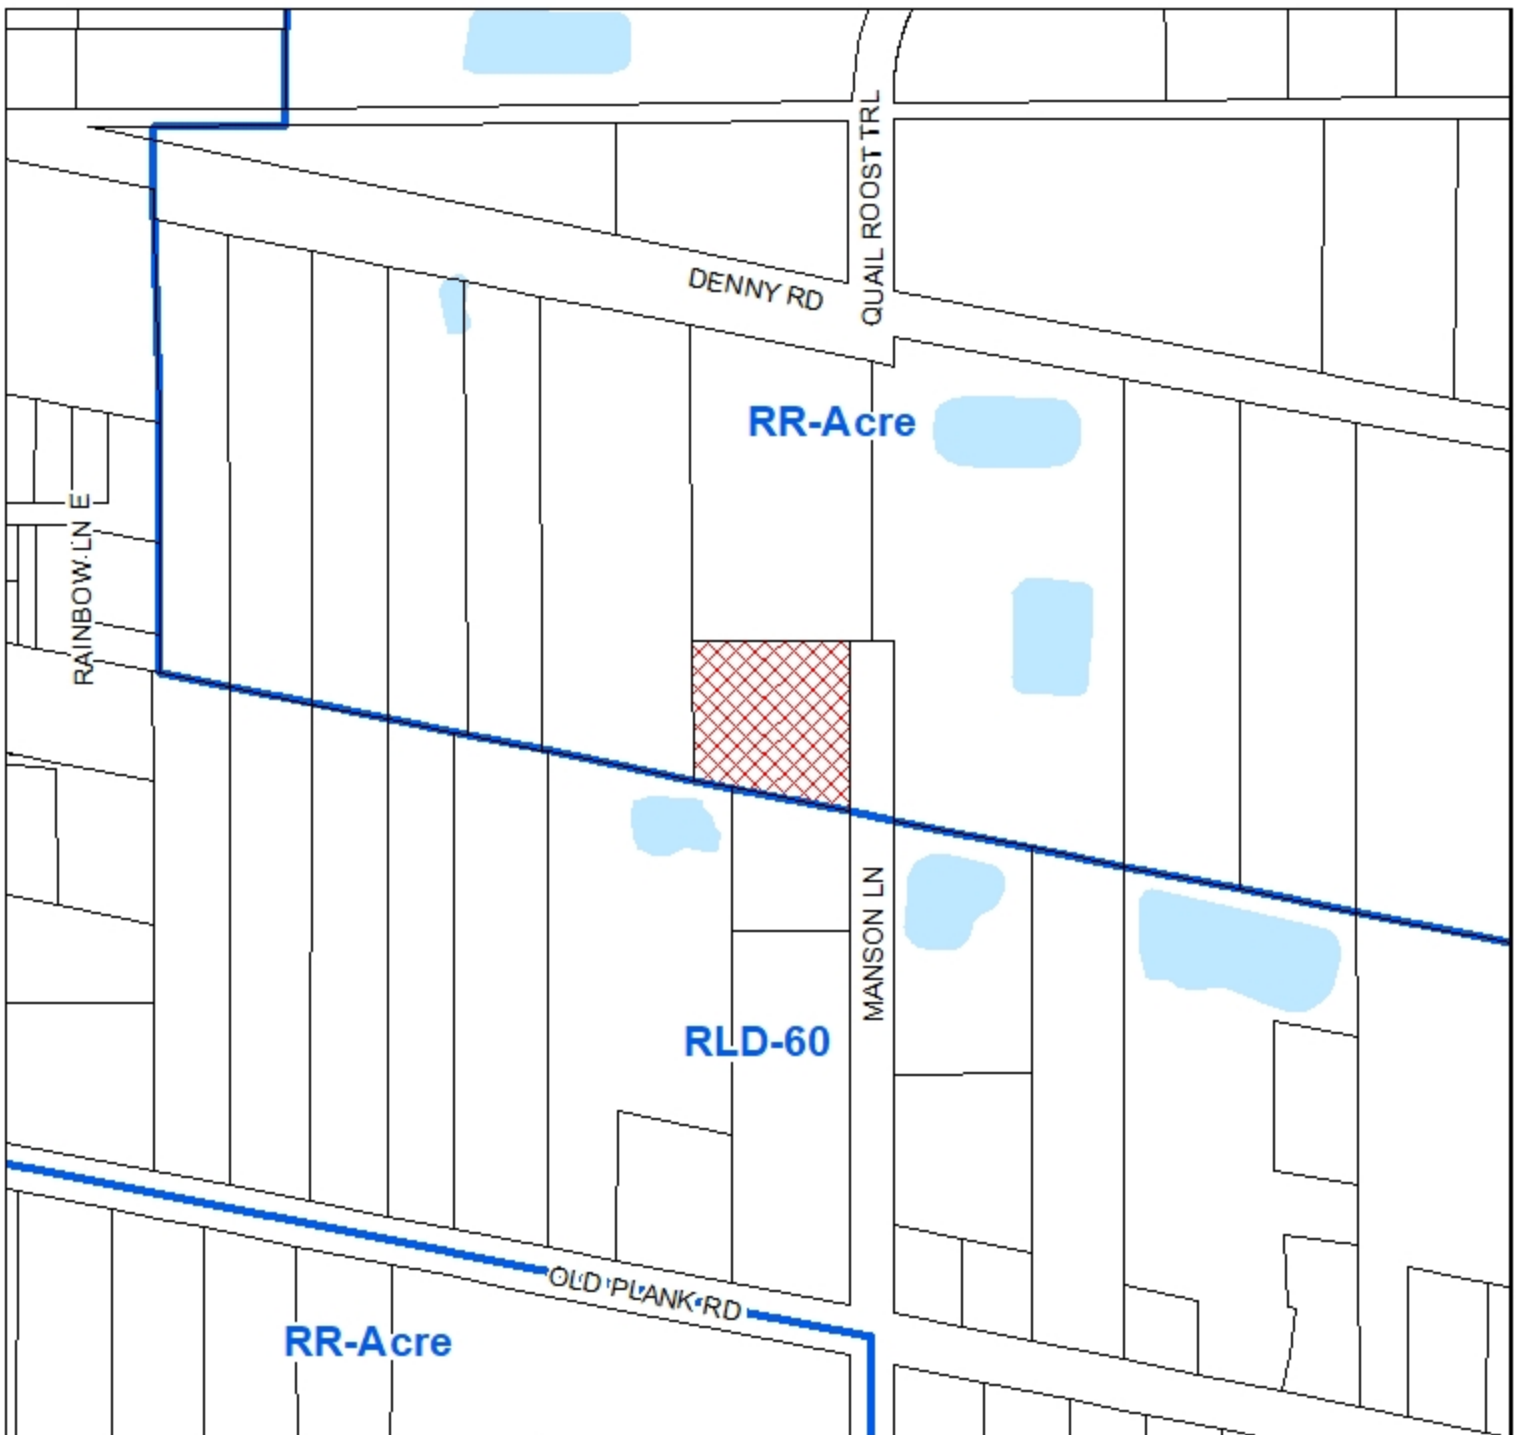 QUAIL ROOST TRL
DENNY RD
RR-Acre
RAINBOW LN E
MANSON LN
RLD-60
OLD PLANK RD
RR-Acre